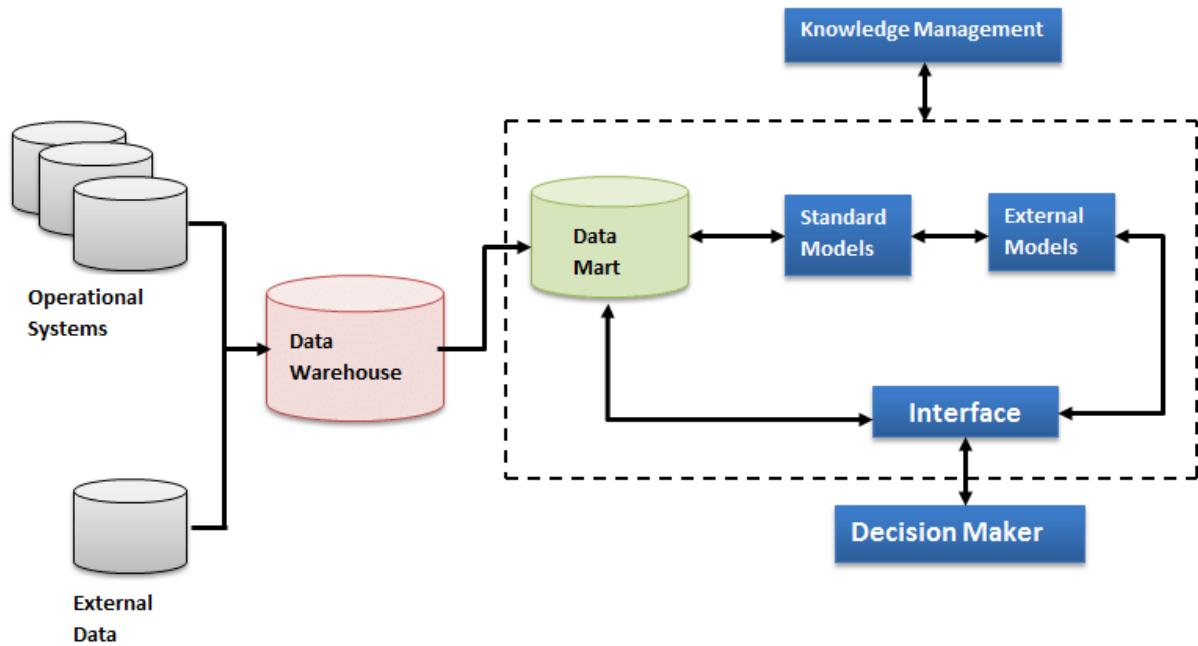 Knowledge Management
Operational
Systems
Data
Warehouse
Data
Mart
Standard
Models
External
Models
Interface
Decision Maker
External
Data